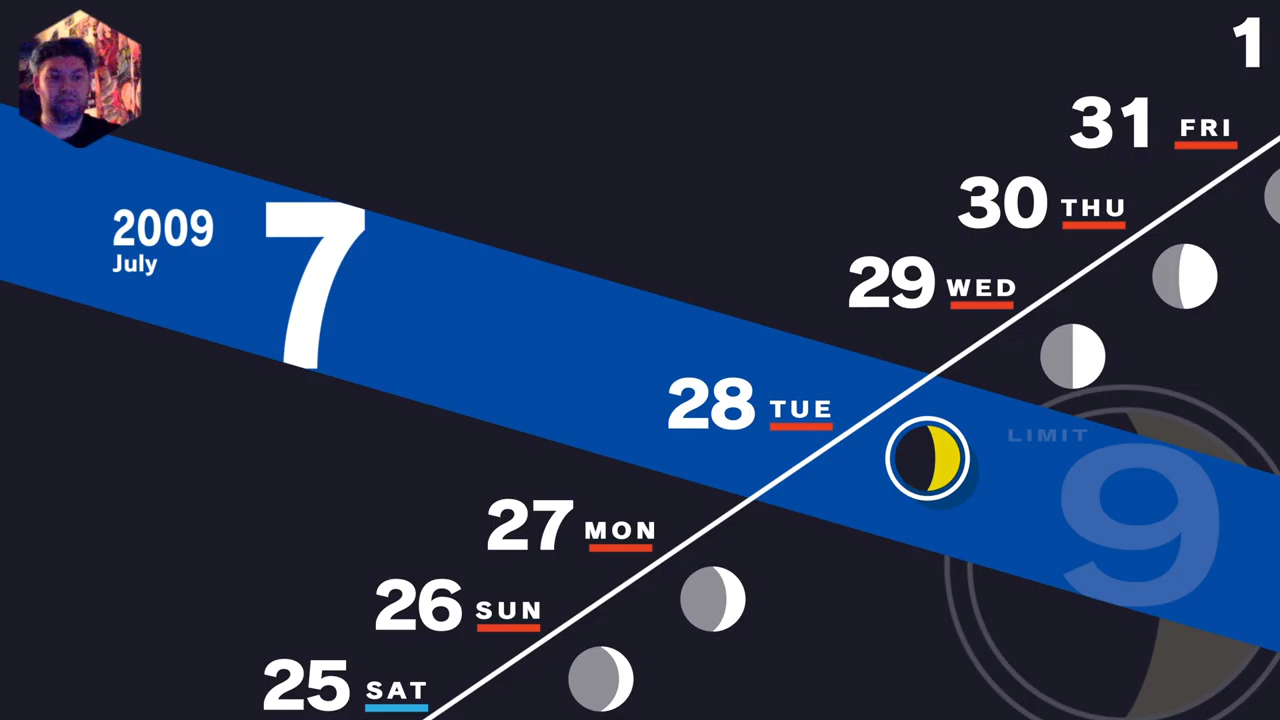 1
31 FRI
30 THU
2009
July
7
29 WED
28 TUE
LIMIT
9
27 MON
26 SUN
25 SAT